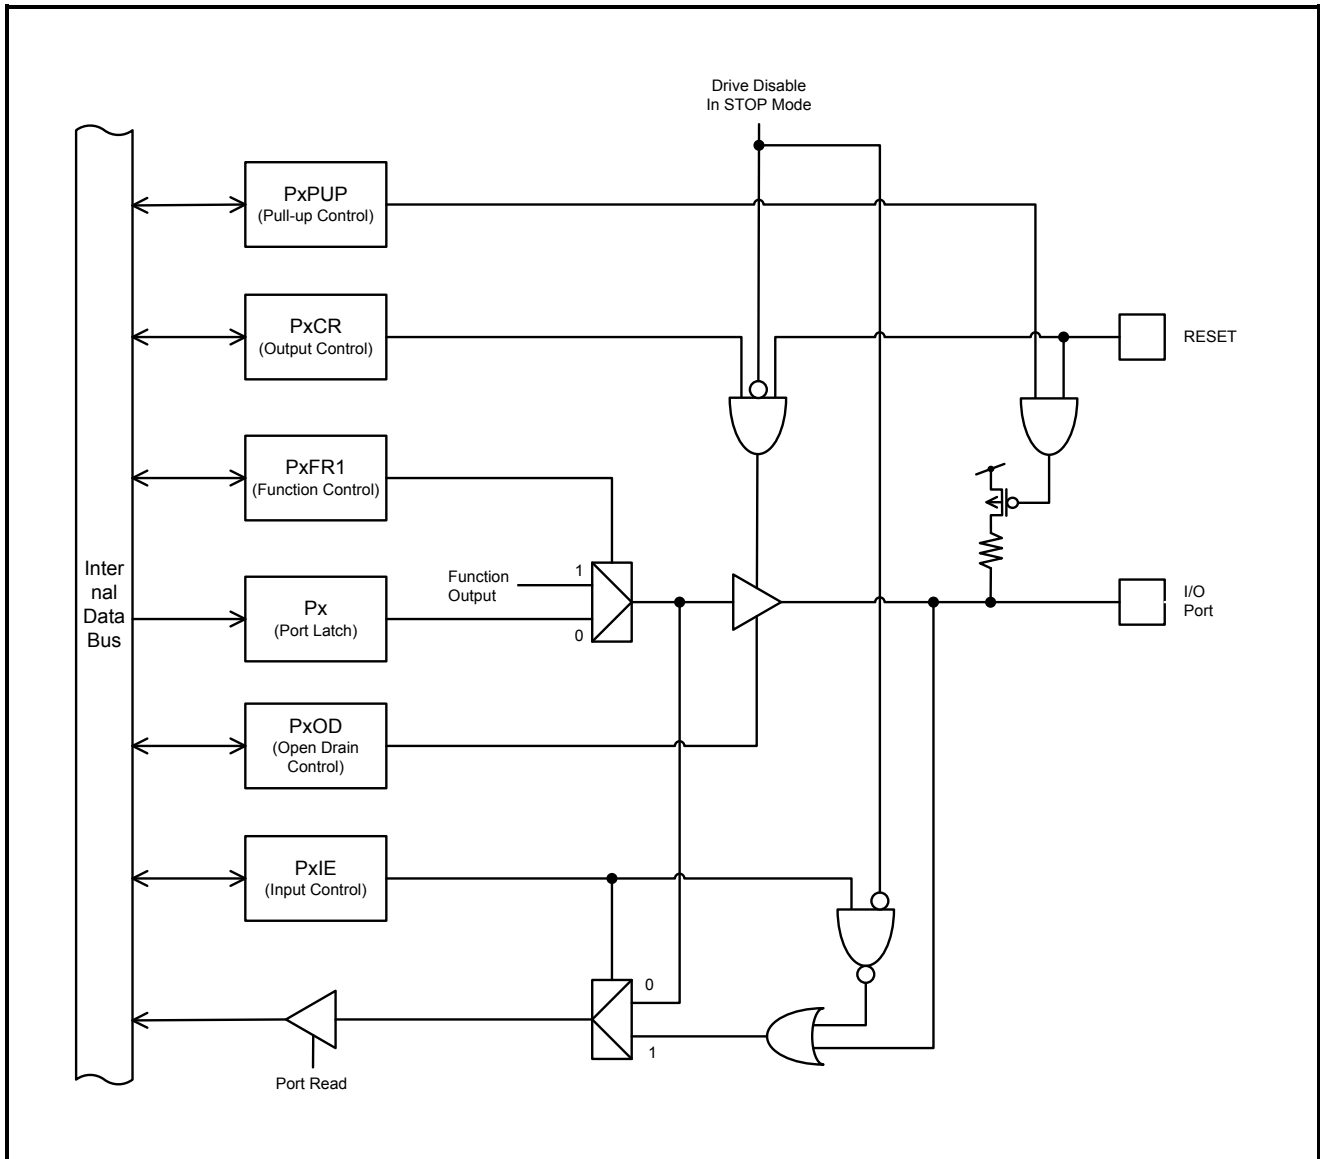 Drive Disable
In STOP Mode
PxPUP
(Pull-up Control)
PxCR
(Output Control)
RESET
PxFR1
(Function Control)
Inter
nal
Data
Bus
Function
Output
1
0
Px
(Port Latch)
I/O
Port
PxOD
(Open Drain
Control)
PxIE
(Input Control)
0
1
Port Read